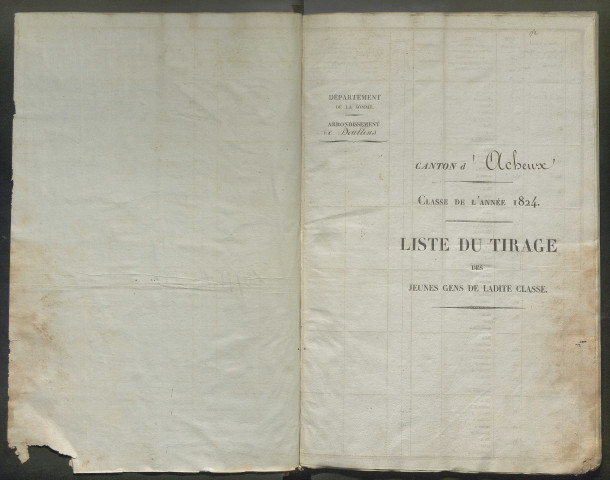 DÉPARTEMENT
DE LA SOMME.
ARRONDISSEMENT
de Doullens
CANTON d'Acheux
CLASSE DE L'ANNÉE 1824.
LISTE DU TIRAGE
DES
JEUNES GENS DE LADITE CLASSE.